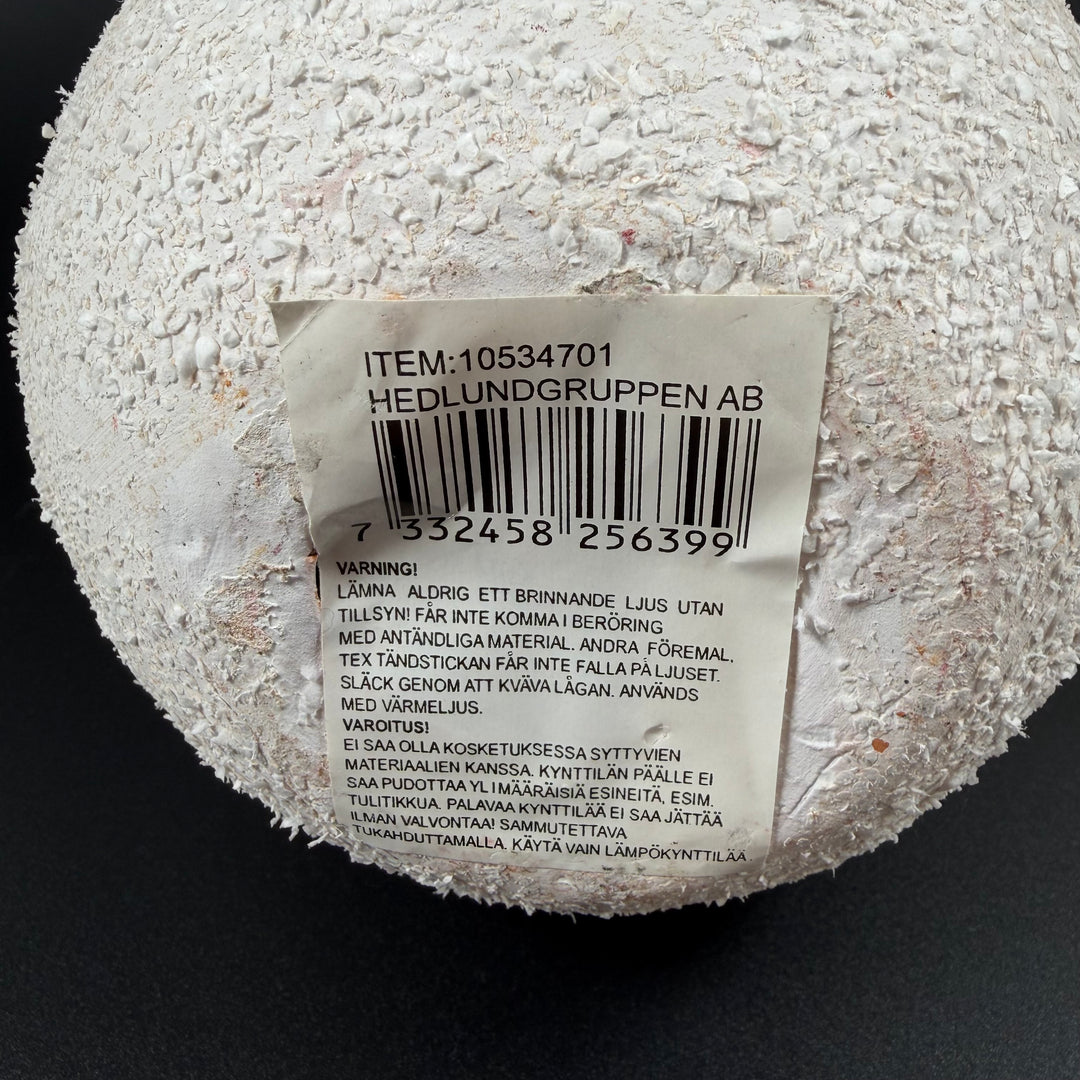 ITEM:10534701
HEDLUNDGRUPPEN AB
7 332458 256399
VARNING!
LÄMNA ALDRIG ETT BRINNANDE LJUS UTAN
TILLSYN! FÅR INTE KOMMA I BERÖRING
MED ANTÄNDLIGA MATERIAL. ANDRA FÖREMAL,
TEX TÄNDSTICKAN FÅR INTE FALLA PÅ LJUSET.
SLÄCK GENOM ATT KVÄVA LÅGAN. ANVÄNDS
MED VÄRMELJUS.
VAROITUS!
EI SAA OLLA KOSKETUKSESSA SYTTYVIEN
MATERIAALIEN KANSSA. KYNTTILÄN PÄÄLLE EI
SAA PUDOTTAA YLIMÄÄRÄISIÄ ESINEITÄ, ESIM.
TULITIKKUA. PALAVAA KYNTTILÄÄ EI SAA JÄTTÄÄ
ILMAN VALVONTAA! SAMMUTETTAVA
TUKAHDUTTAMALLA. KÄYTÄ VAIN LÄMPÖKYNTTILÄÄ.